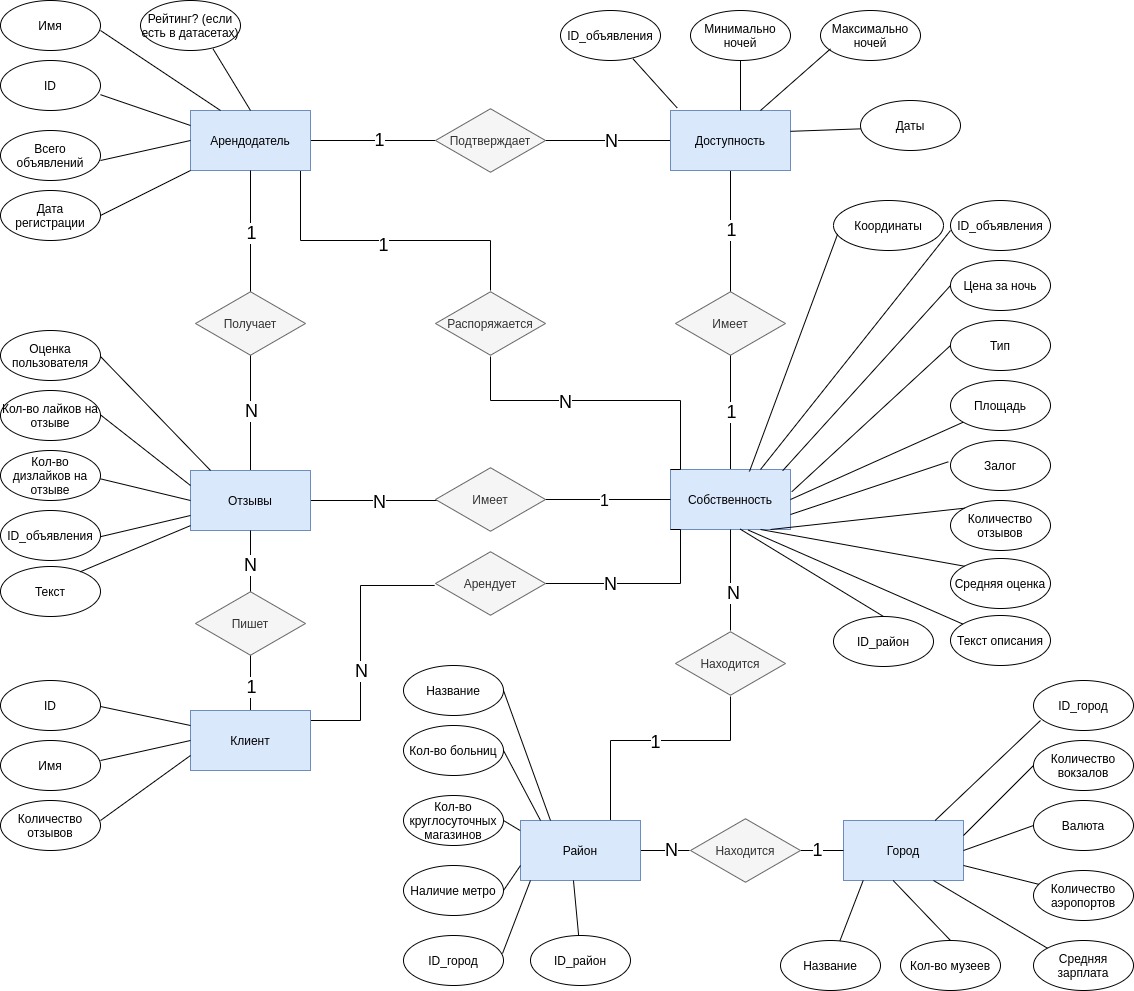 Имя
Рейтинг? (если
есть в датасетах)
ID_объявления
Минимально
ночей
Максимально
ночей
ID
Даты
Арендодатель
1
Подтверждает
N
Доступность
Всего
объявлений
Дата
регистрации
1
1
1
Координаты
ID_объявления
Цена за ночь
Получает
Распоряжается
Имеет
Тип
Оценка
пользователя
Кол-во лайков на
отзыве
N
N
1
Площадь
Залог
Кол-во
дизлайков на
отзыве
Отзывы
N
Имеет
1
Собственность
Количество
отзывов
ID_объявления
Текст
N
Арендует
N
N
Средняя оценка
Пишет
ID_район
Текст описания
Находится
N
1
ID
Клиент
Имя
Количество
отзывов
Название
1
Кол-во больниц
Кол-во
круглосуточных
магазинов
Район
N
Находится
1
Город
ID_город
Количество
вокзалов
Валюта
Количество
аэропортов
Наличие метро
ID_город
ID_район
Название
Кол-во музеев
Средняя
зарплата